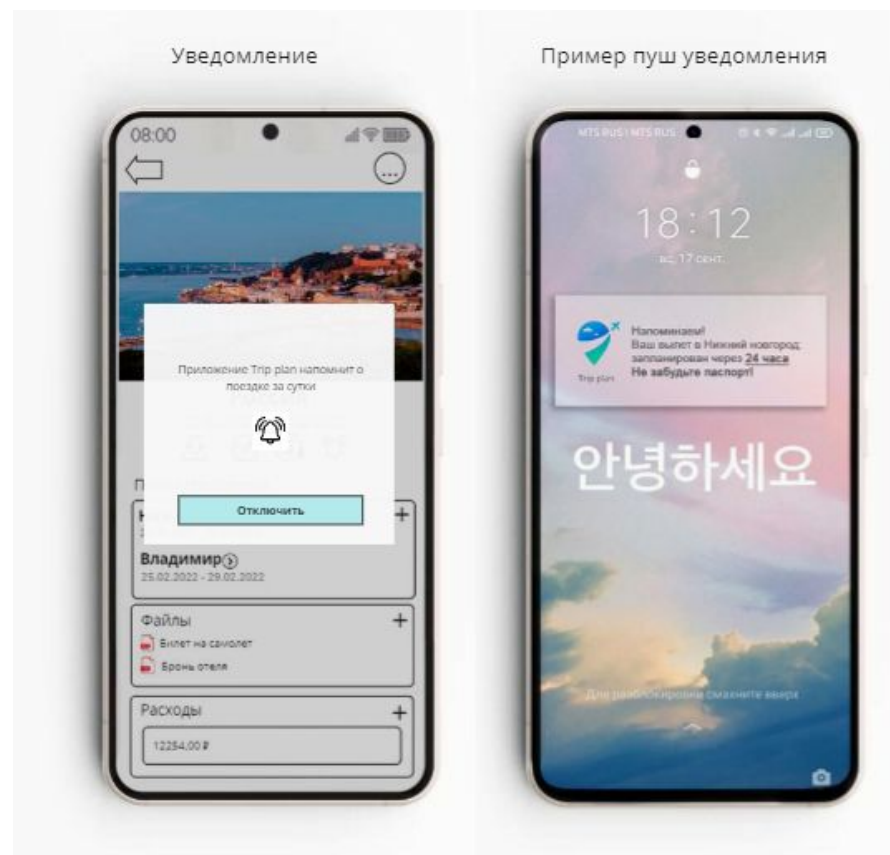 Уведомление
Пример пуш уведомления
08:00
...
Приложение Trip plan напомнит о
поездке за сутки
Отключить
П
+
Владимир
25.02.2022 - 29.02.2022
Файлы +
Билет на самолет
Бронь отеля
Расходы +
12254,00 ₽
MTS RUS | MTS RUS
18:12
вс, 17 сент.
Напоминаем!
Ваш вылет в Нижний новгород,
запланирован через 24 часа
Не забудьте паспорт!
Trip plan
안녕하세요
Для разблокировки смахните вверх